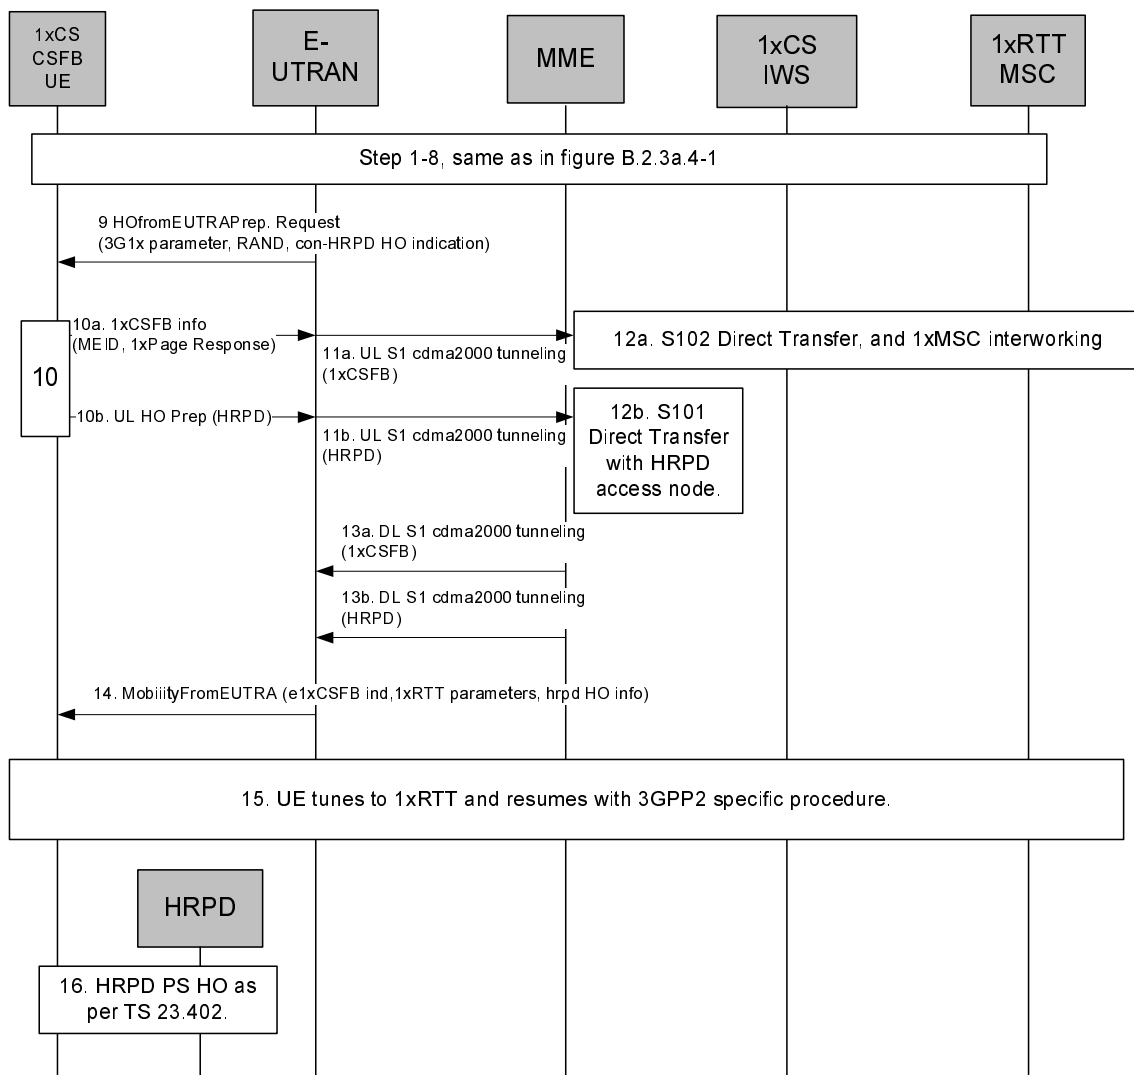 1xCS
CSFB
UE
E-
UTRAN
MME
1xCS
IWS
1xRTT
MSC
Step 1-8, same as in figure B.2.3a.4-1
9 HOfromEUTRAPrep. Request
(3G1x parameter, RAND, con-HRPD HO indication)
10
10a. 1xCSFB info
(MEID, 1xPage Response)
11a. UL S1 cdma2000 tunneling
(1xCSFB)
12a. S102 Direct Transfer, and 1xMSC interworking
10b. UL HO Prep (HRPD)
11b. UL S1 cdma2000 tunneling
(HRPD)
12b. S101
Direct Transfer
with HRPD
access node.
13a. DL S1 cdma2000 tunneling
(1xCSFB)
13b. DL S1 cdma2000 tunneling
(HRPD)
14. MobiiityFromEUTRA (e1xCSFB ind,1xRTT parameters, hrpd HO info)
15. UE tunes to 1xRTT and resumes with 3GPP2 specific procedure.
HRPD
16. HRPD PS HO as
per TS 23.402.